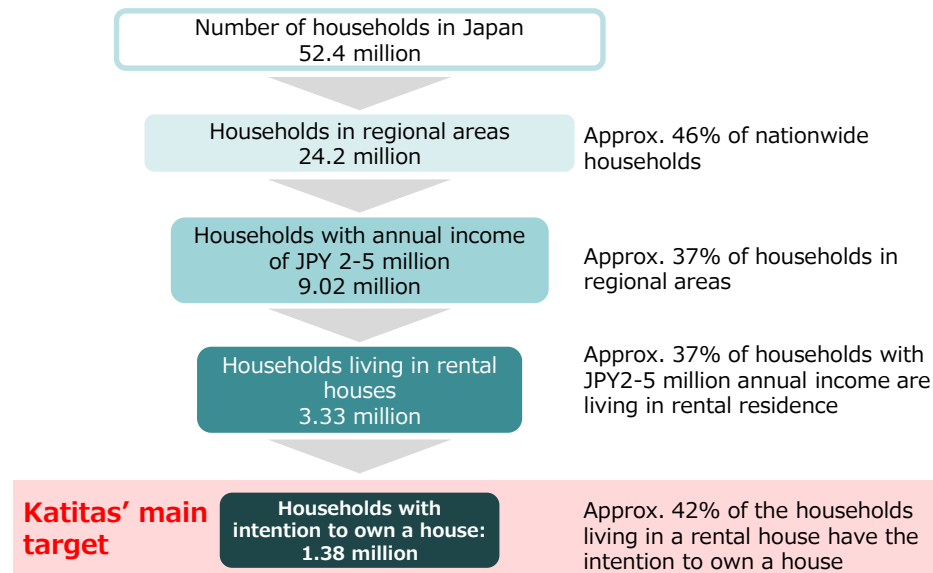 Number of households in Japan
52.4 million
Households in regional areas
24.2 million
Approx. 46% of nationwide
households
Households with annual income
of JPY 2-5 million
9.02 million
Approx. 37% of households in
regional areas
Households living in rental
houses
3.33 million
Approx. 37% of households with
JPY2-5 million annual income are
living in rental residence
Katitas’ main
target
Households with
intention to own a house:
1.38 million
Approx. 42% of the households
living in a rental house have the
intention to own a house